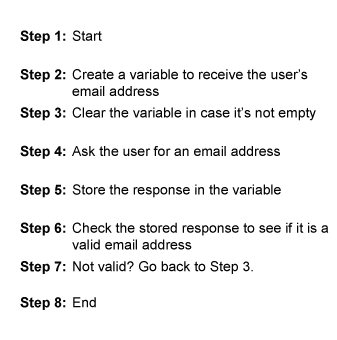 Step 1: Start
Step 2: Create a variable to receive the user's
email address
Step 3: Clear the variable in case it's not empty
Step 4: Ask the user for an email address
Step 5: Store the response in the variable
Step 6: Check the stored response to see if it is a
valid email address
Step 7: Not valid? Go back to Step 3.
Step 8: End